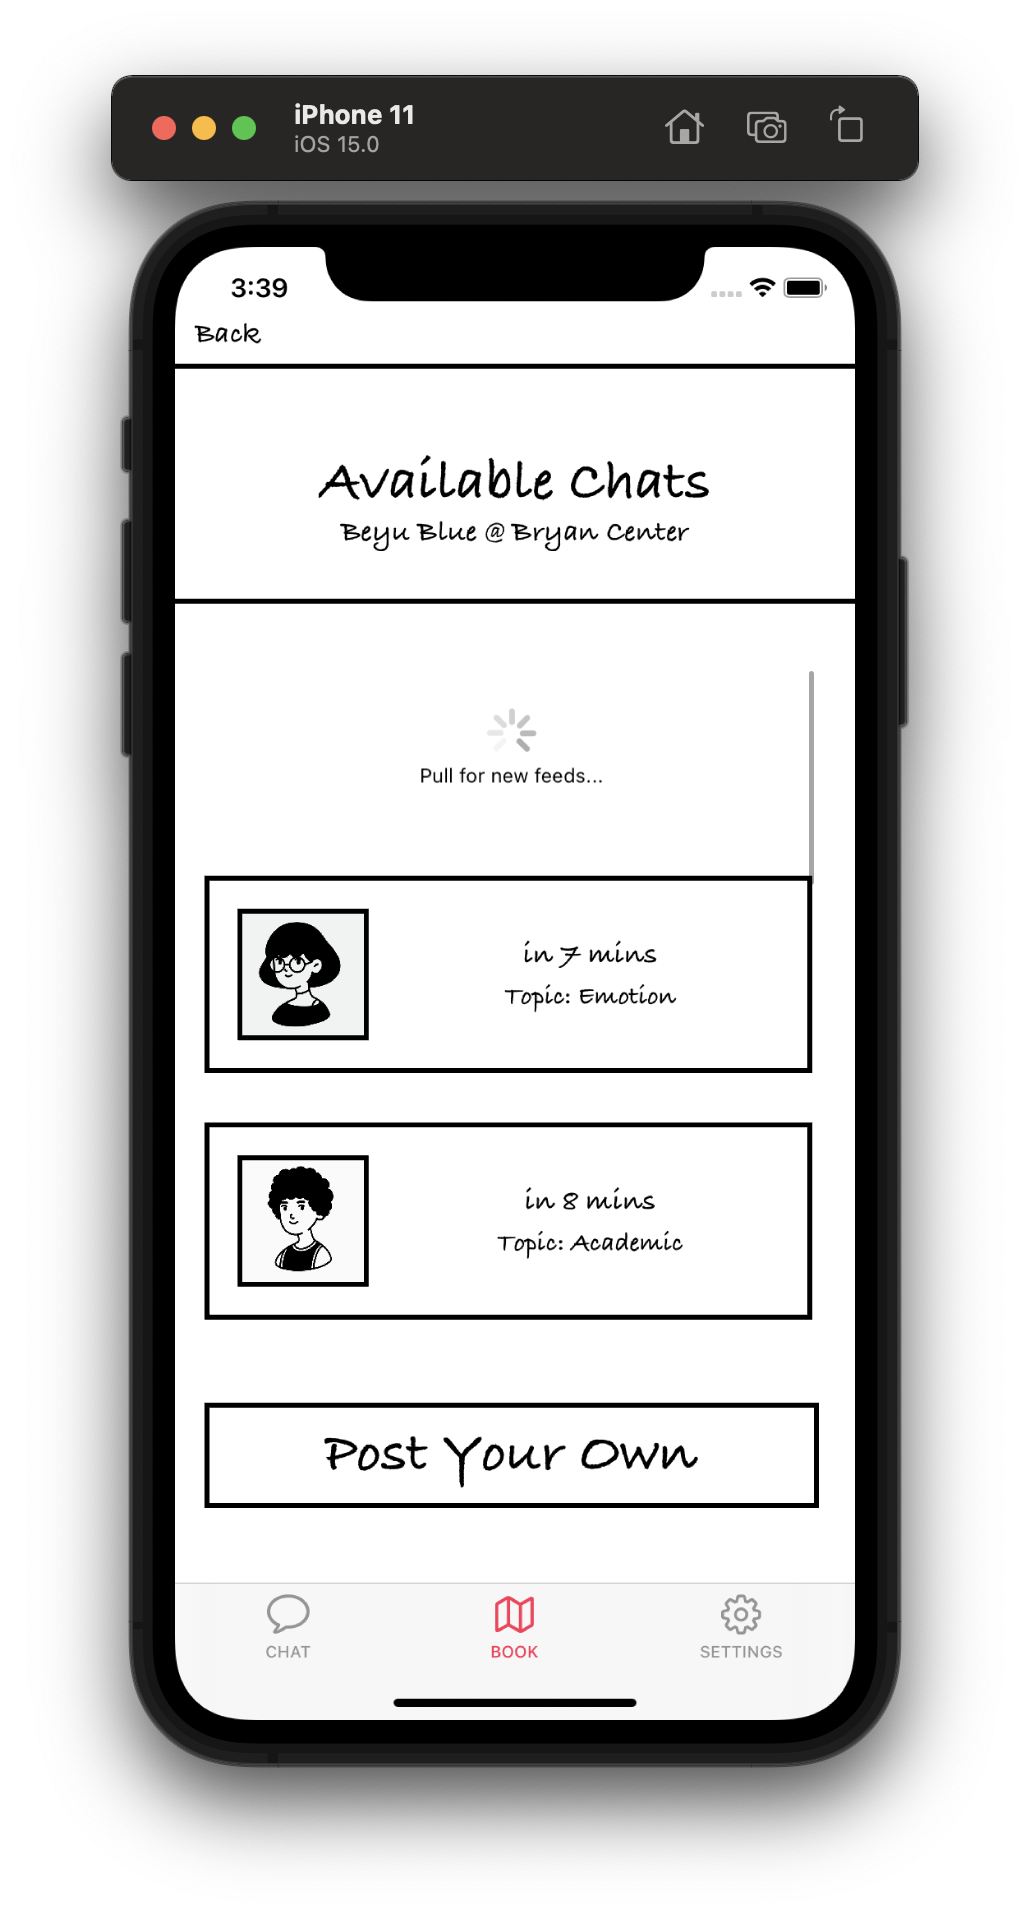 iPhone 11
iOS 15.0
3:39
Back
Available Chats
Beyu Blue @ Bryan Center
Pull for new feeds...
in 7 mins
Topic: Emotion
in 8 mins
Topic: Academic
Post Your Own
CHAT
BOOK
SETTINGS